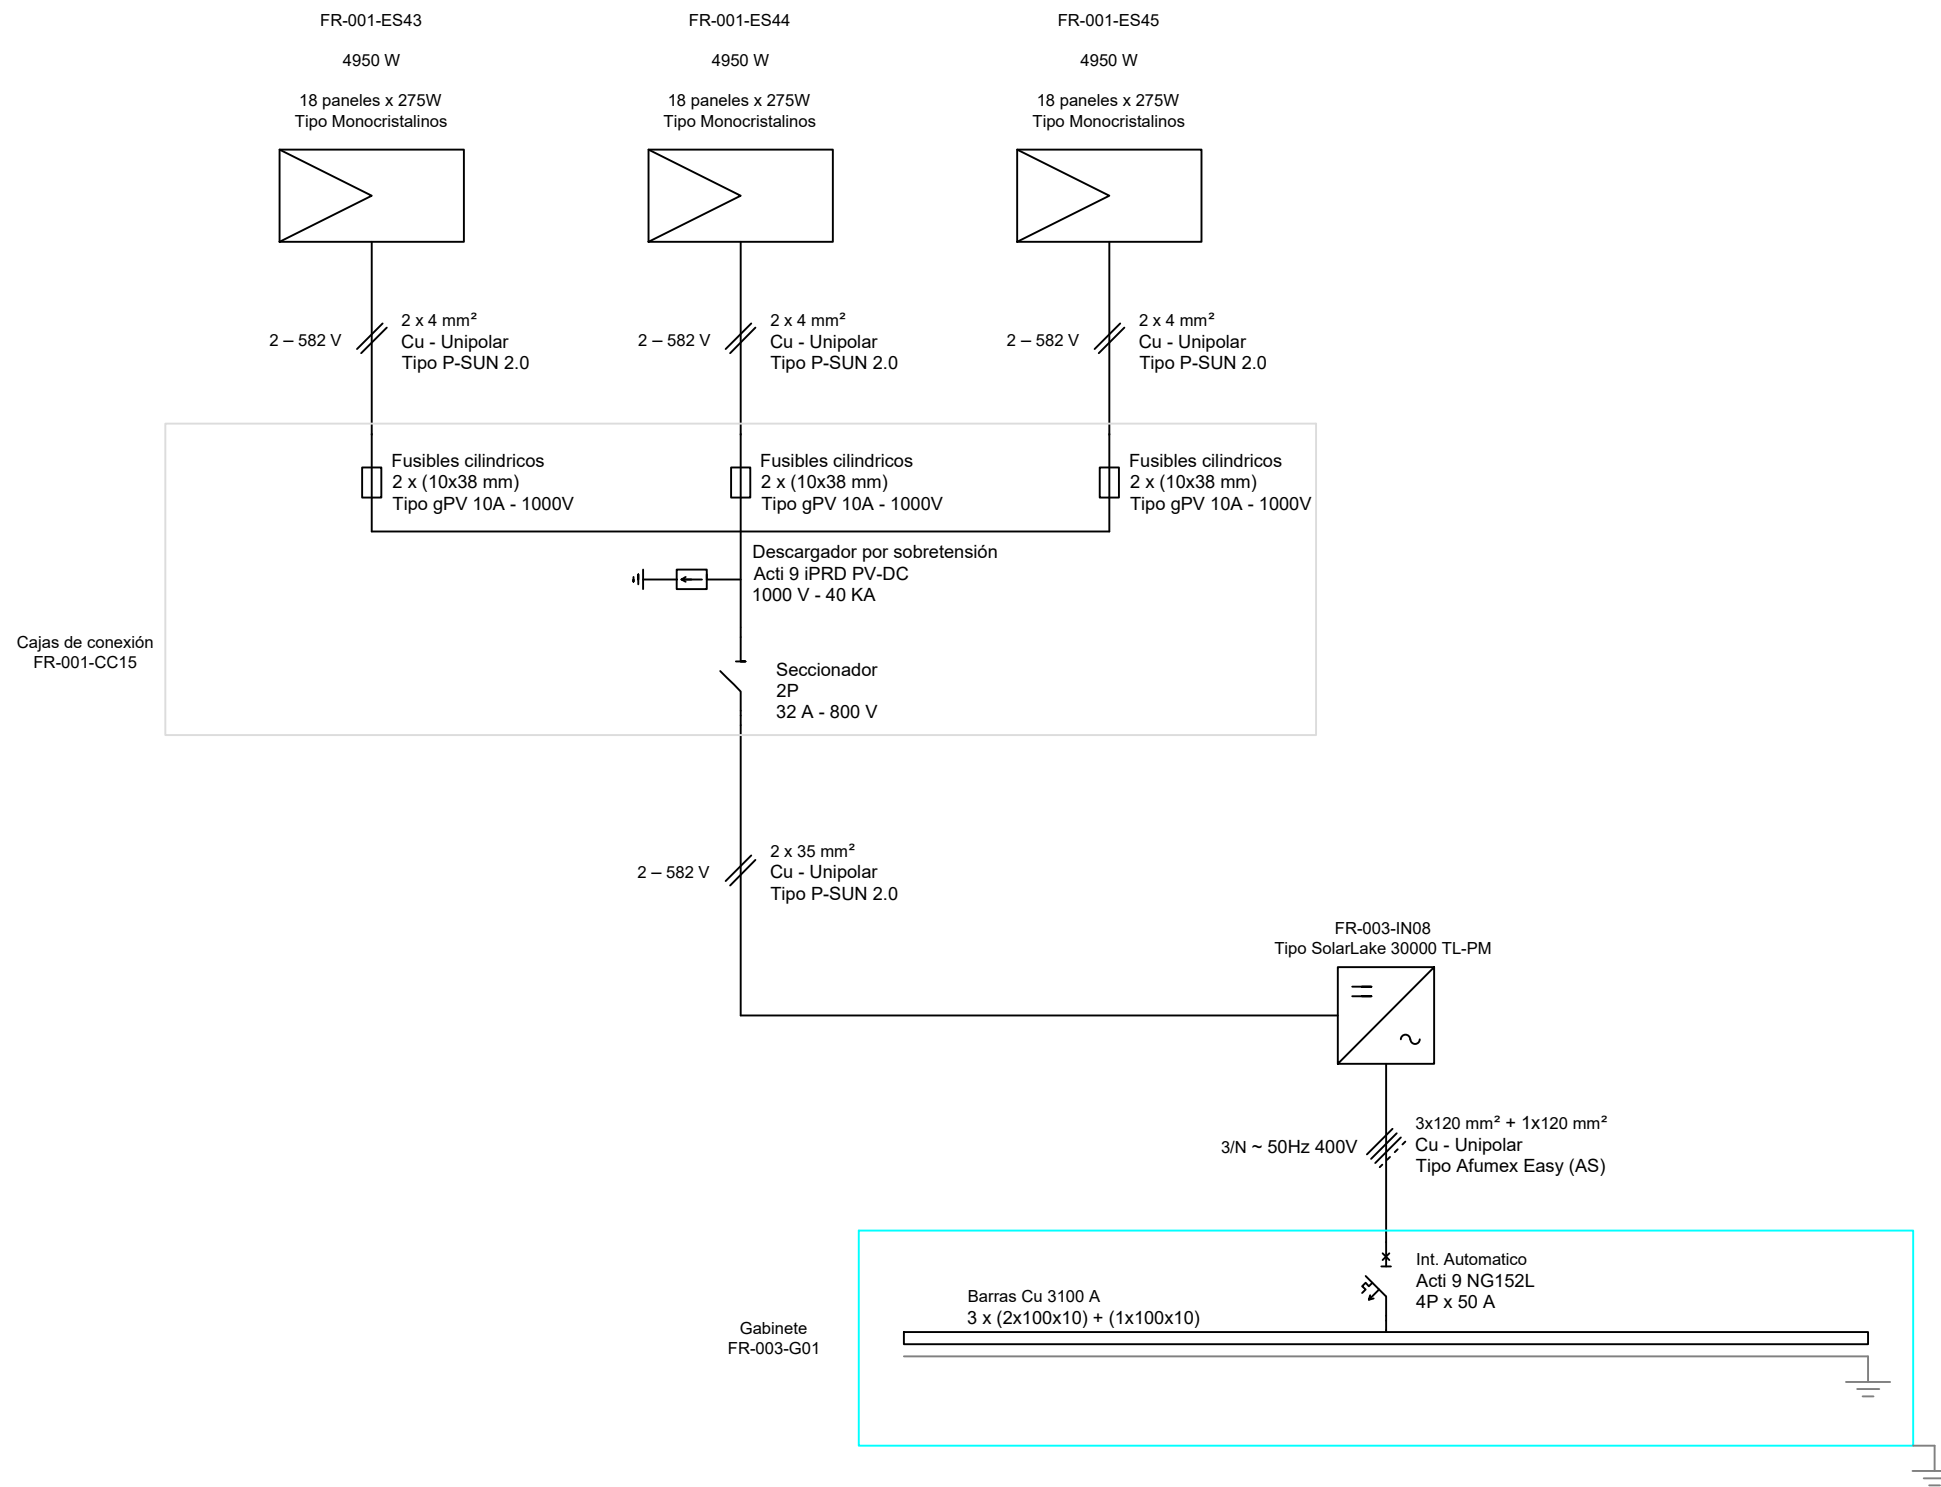 FR-001-ES43
4950 W
18 paneles x 275W
Tipo Monocristalinos
FR-001-ES44
4950 W
18 paneles x 275W
Tipo Monocristalinos
FR-001-ES45
4950 W
18 paneles x 275W
Tipo Monocristalinos
2 – 582 V
2 x 4 mm²
Cu - Unipolar
Tipo P-SUN 2.0
2 – 582 V
2 x 4 mm²
Cu - Unipolar
Tipo P-SUN 2.0
2 – 582 V
2 x 4 mm²
Cu - Unipolar
Tipo P-SUN 2.0
Fusibles cilindricos
2 x (10x38 mm)
Tipo gPV 10A - 1000V
Fusibles cilindricos
2 x (10x38 mm)
Tipo gPV 10A - 1000V
Fusibles cilindricos
2 x (10x38 mm)
Tipo gPV 10A - 1000V
Descargador por sobretensión
Acti 9 iPRD PV-DC
1000 V - 40 KA
Cajas de conexión
FR-001-CC15
Seccionador
2P
32 A - 800 V
2 – 582 V
2 x 35 mm²
Cu - Unipolar
Tipo P-SUN 2.0
FR-003-IN08
Tipo SolarLake 30000 TL-PM
3/N ~ 50Hz 400V
3x120 mm² + 1x120 mm²
Cu - Unipolar
Tipo Afumex Easy (AS)
Int. Automatico
Acti 9 NG152L
4P x 50 A
Barras Cu 3100 A
3 x (2x100x10) + (1x100x10)
Gabinete
FR-003-G01